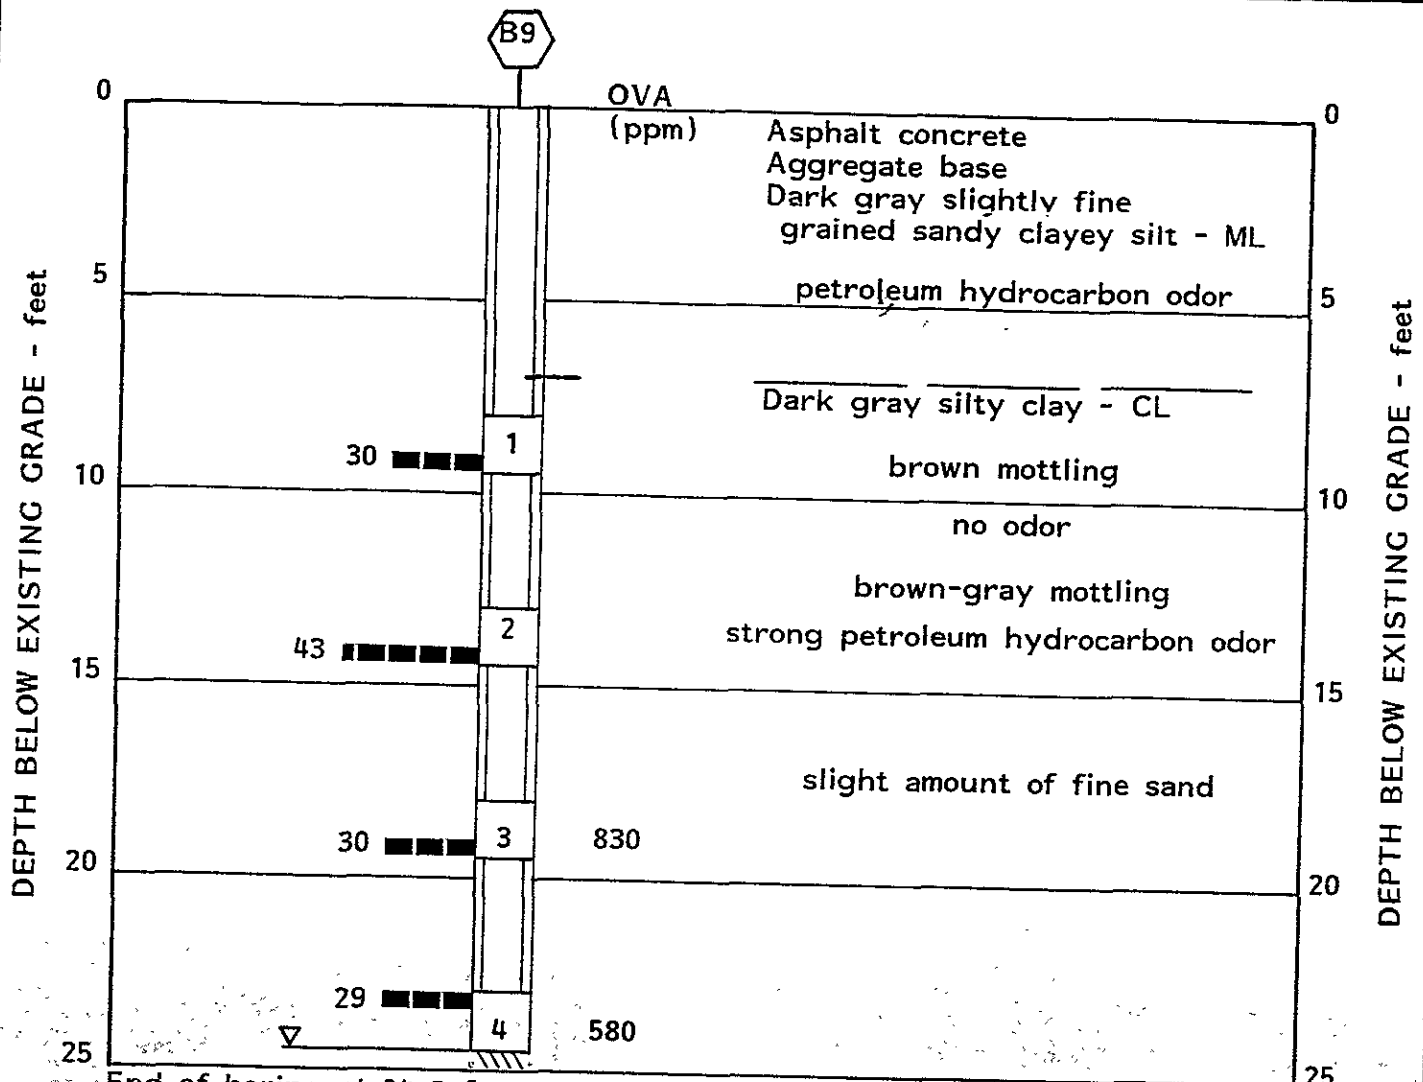 B9
0
OVA
(ppm)
0
Asphalt concrete
Aggregate base
Dark gray slightly fine
grained sandy clayey silt - ML
5
petroleum hydrocarbon odor
5
Dark gray silty clay - CL
1
30
brown mottling
10
10
no odor
brown-gray mottling
2
strong petroleum hydrocarbon odor
43
15
15
slight amount of fine sand
30
3
830
20
20
29
4
580
25
25
End of boring
DEPTH BELOW EXISTING GRADE - feet
DEPTH BELOW EXISTING GRADE - feet